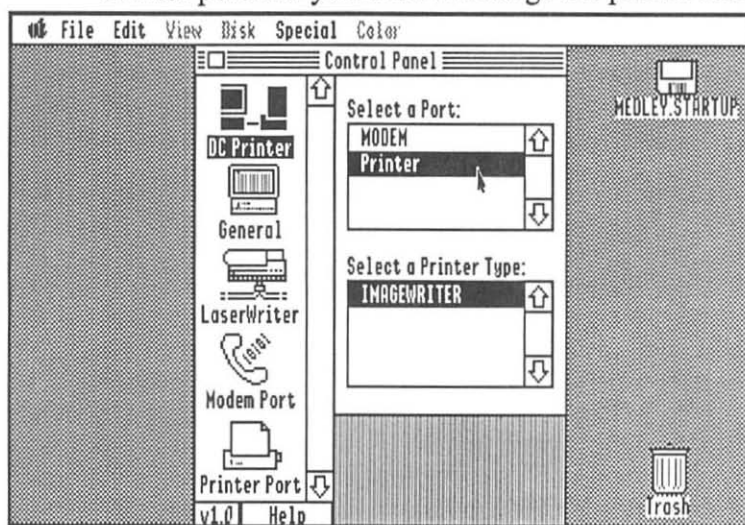 File Edit View Disk Special Color
Control Panel
MEDLEY.STARTUP
DC Printer
General
LaserWriter
Modem Port
Printer Port
v1.0 Help
Select a Port:
MODEM
Printer
Select a Printer Type:
IMAGEWRITER
Trash